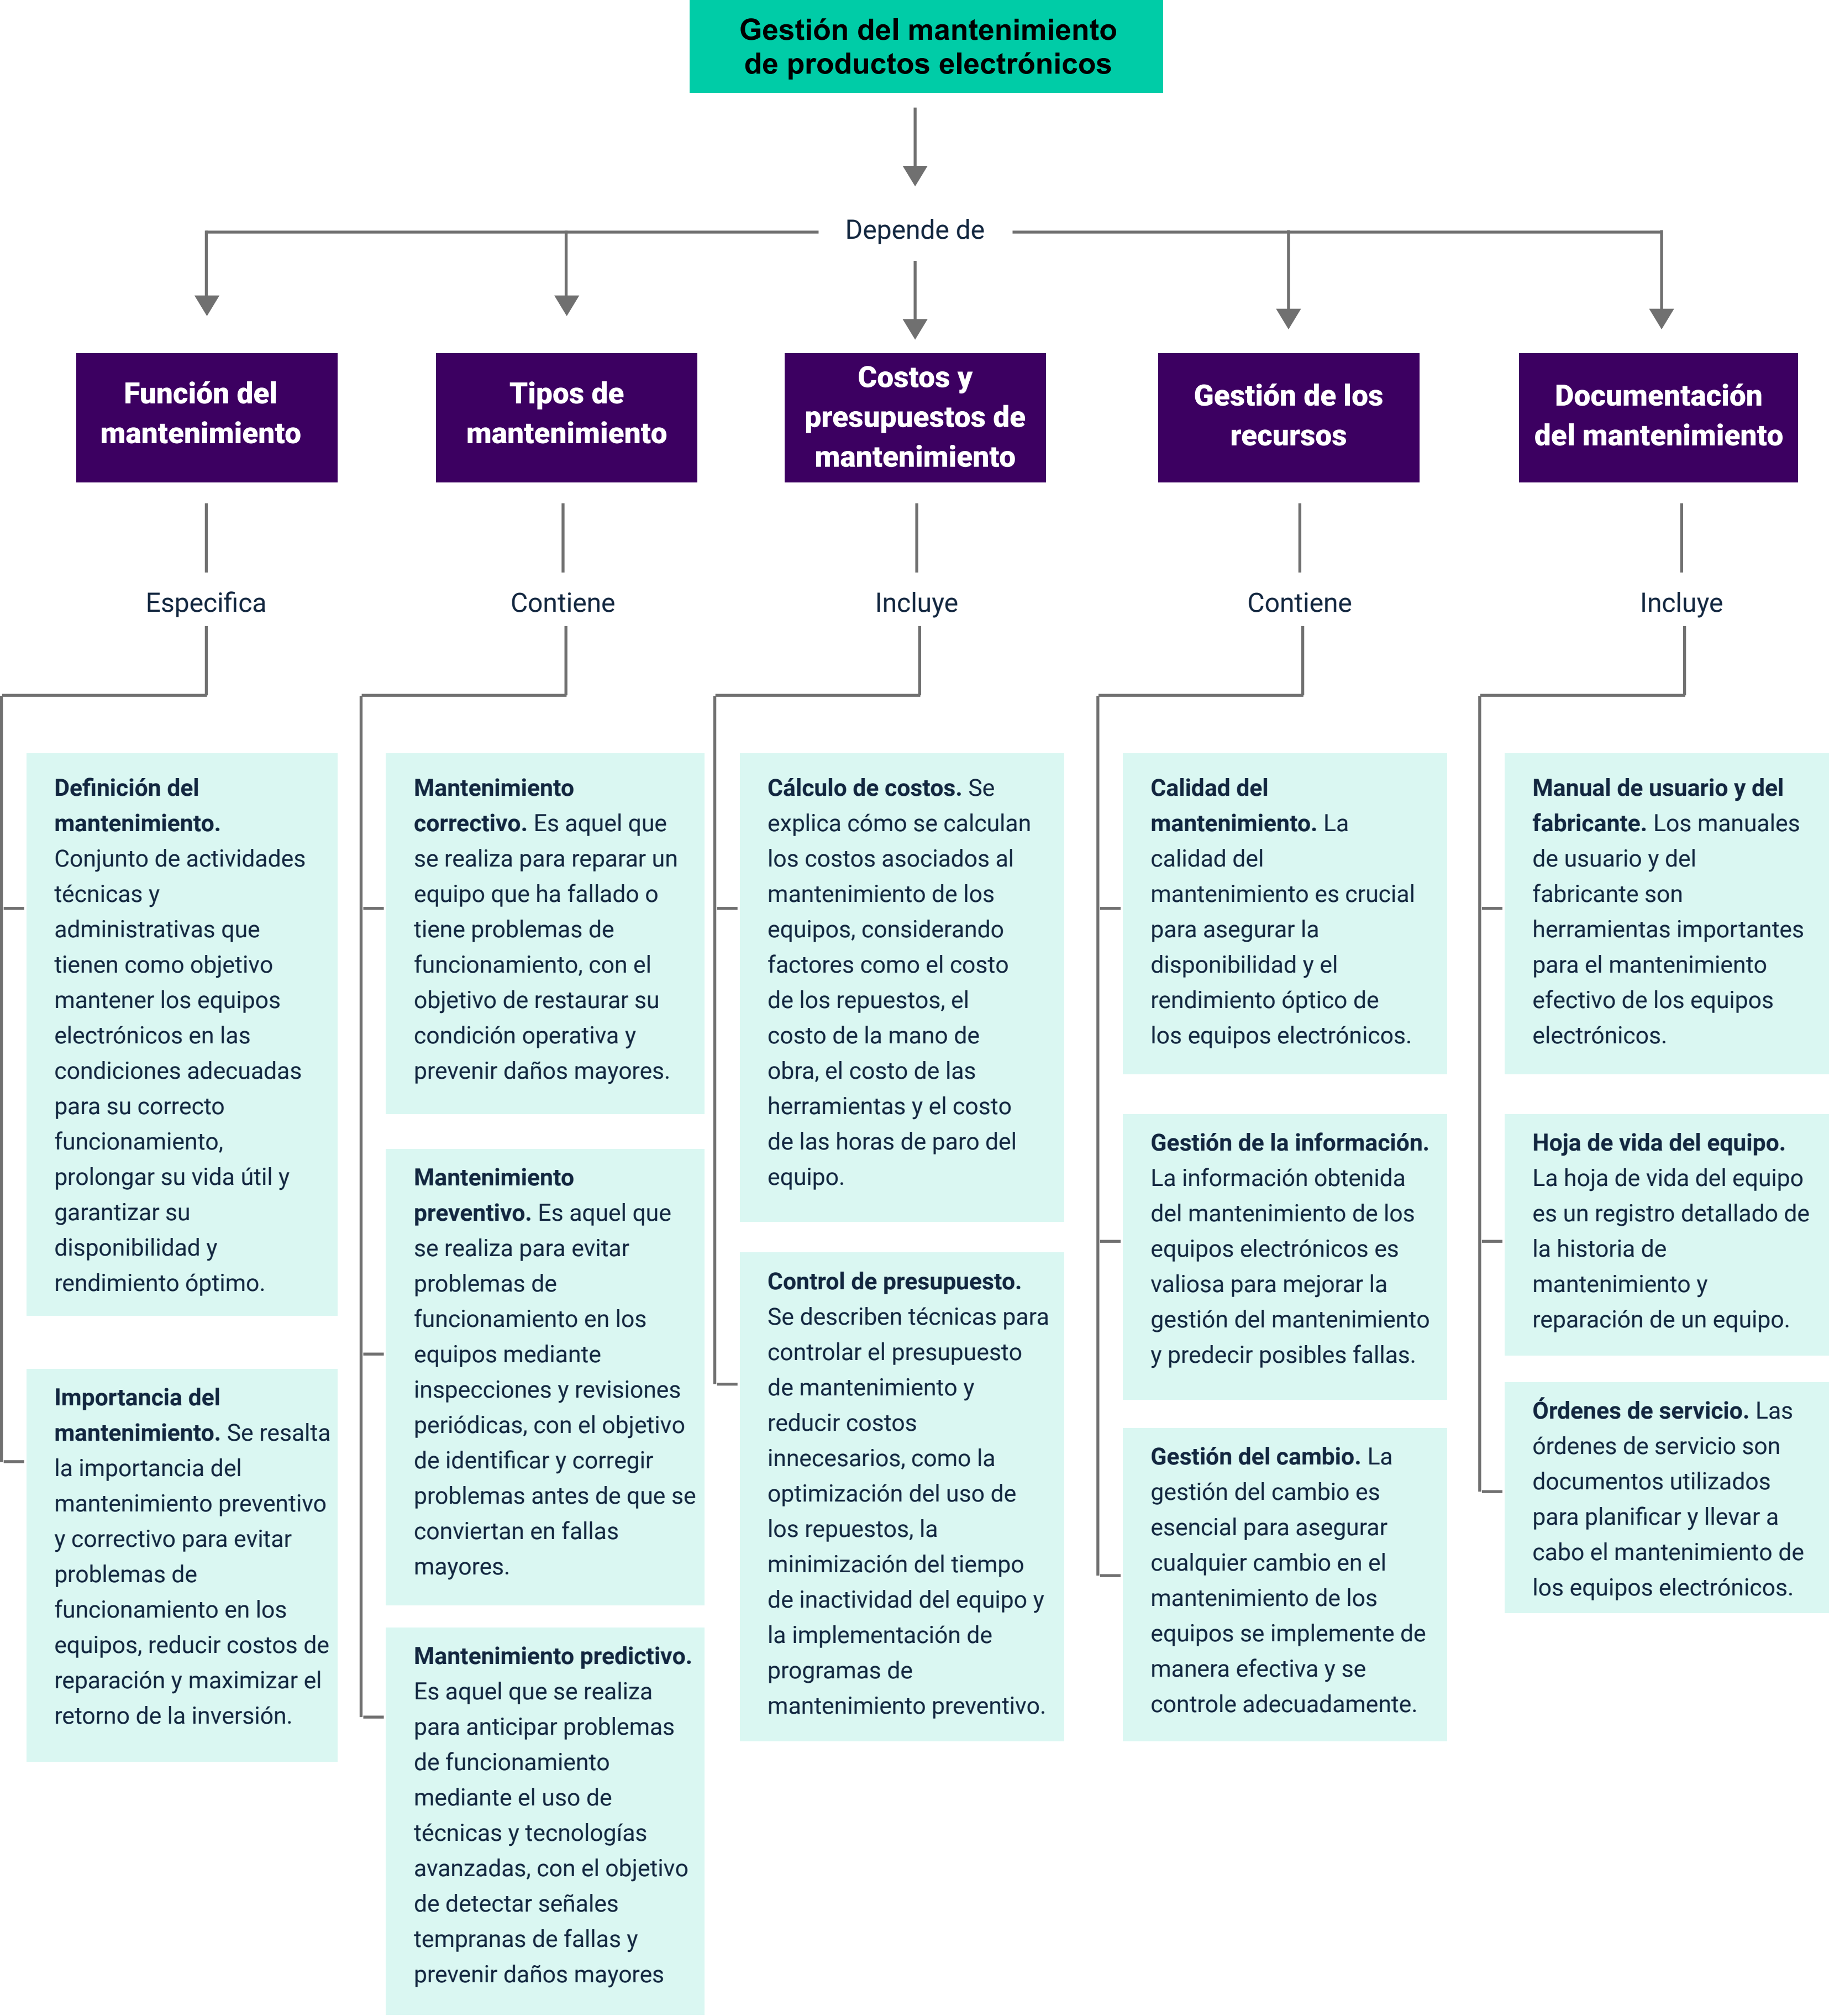 Gestión del mantenimiento
de productos electrónicos
Depende de
Función del
mantenimiento
Tipos de
mantenimiento
Costos y
presupuestos de
mantenimiento
Gestión de los
recursos
Documentación
del mantenimiento
Especifica
Contiene
Incluye
Contiene
Incluye
Definición del
mantenimiento.
Conjunto de actividades
técnicas y
administrativas que
tienen como objetivo
mantener los equipos
electrónicos en las
condiciones adecuadas
para su correcto
funcionamiento,
prolongar su vida útil y
garantizar su
disponibilidad y
rendimiento óptimo.
Importancia del
mantenimiento. Se resalta
la importancia del
mantenimiento preventivo
y correctivo para evitar
problemas de
funcionamiento en los
equipos, reducir costos de
reparación y maximizar el
retorno de la inversión.
Mantenimiento
correctivo. Es aquel que
se realiza para reparar un
equipo que ha fallado o
tiene problemas de
funcionamiento, con el
objetivo de restaurar su
condición operativa y
prevenir daños mayores.
Mantenimiento
preventivo. Es aquel que
se realiza para evitar
problemas de
funcionamiento en los
equipos mediante
inspecciones y revisiones
periódicas, con el objetivo
de identificar y corregir
problemas antes de que se
conviertan en fallas
mayores.
Mantenimiento predictivo.
Es aquel que se realiza
para anticipar problemas
de funcionamiento
mediante el uso de
técnicas y tecnologías
avanzadas, con el objetivo
de detectar señales
tempranas de fallas y
prevenir daños mayores
Cálculo de costos. Se
explica cómo se calculan
los costos asociados al
mantenimiento de los
equipos, considerando
factores como el costo
de los repuestos, el
costo de la mano de
obra, el costo de las
herramientas y el costo
de las horas de paro del
equipo.
Control de presupuesto.
Se describen técnicas para
controlar el presupuesto
de mantenimiento y
reducir costos
innecesarios, como la
optimización del uso de
los repuestos, la
minimización del tiempo
de inactividad del equipo y
la implementación de
programas de
mantenimiento preventivo.
Calidad del
mantenimiento. La
calidad del
mantenimiento es crucial
para asegurar la
disponibilidad y el
rendimiento óptico de
los equipos electrónicos.
Gestión de la información.
La información obtenida
del mantenimiento de los
equipos electrónicos es
valiosa para mejorar la
gestión del mantenimiento
y predecir posibles fallas.
Gestión del cambio. La
gestión del cambio es
esencial para asegurar
cualquier cambio en el
mantenimiento de los
equipos se implemente de
manera efectiva y se
controle adecuadamente.
Manual de usuario y del
fabricante. Los manuales
de usuario y del
fabricante son
herramientas importantes
para el mantenimiento
efectivo de los equipos
electrónicos.
Hoja de vida del equipo.
La hoja de vida del equipo
es un registro detallado de
la historia de
mantenimiento y
reparación de un equipo.
Órdenes de servicio. Las
órdenes de servicio son
documentos utilizados
para planificar y llevar a
cabo el mantenimiento de
los equipos electrónicos.